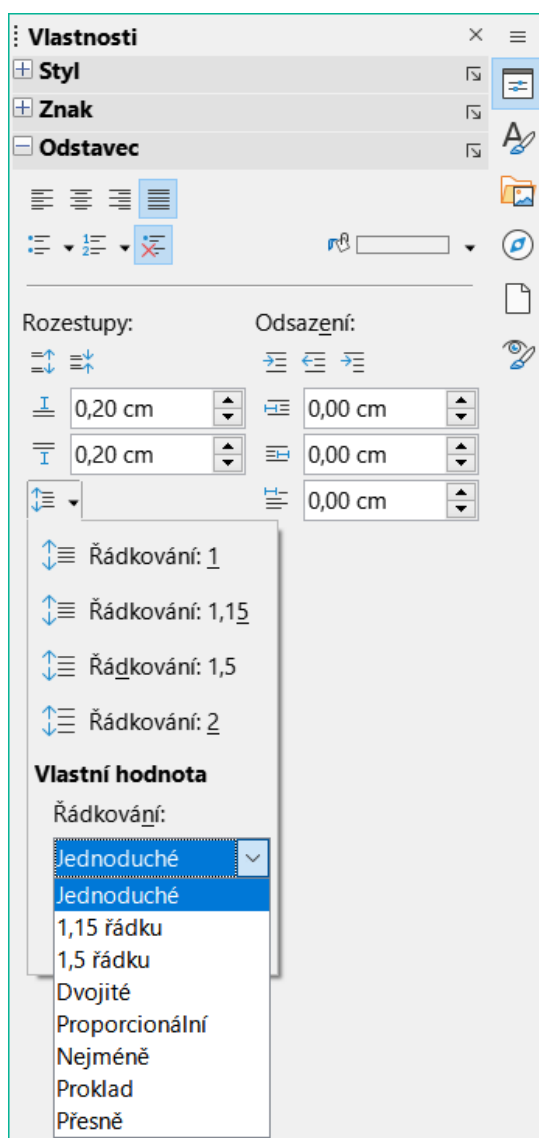 Vlastnosti
Styl
Znak
Odstavec
Rozestupy: Odsazení:
0,20 cm 0,00 cm
0,20 cm 0,00 cm
0,00 cm
Řádkování: 1
Řádkování: 1,15
Řádkování: 1,5
Řádkování: 2
Vlastní hodnota
Řádkování:
Jednoduché
Jednoduché
1,15 řádku
1,5 řádku
Dvojité
Proporcionální
Nejméně
Proklad
Přesně